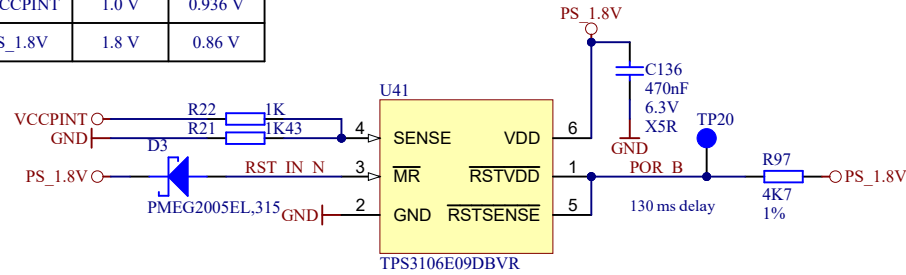 CCPINT 1.0 V 0.936 V
S_1.8V 1.8 V 0.86 V
PS_1.8V
C136
470nF
6.3V
X5R
GND
U41
VCCPINT R22 1K
GND R21 1K43
4 SENSE VDD 6
TP20
D3
PS_1.8V RST_IN_N 3 MR RSTVDD 1 POR_B R97 PS_1.8V
PMEG2005EL,315 GND 2 GND RSTSENSE 5 130 ms delay 4K7
1%
TPS3106E09DBVR